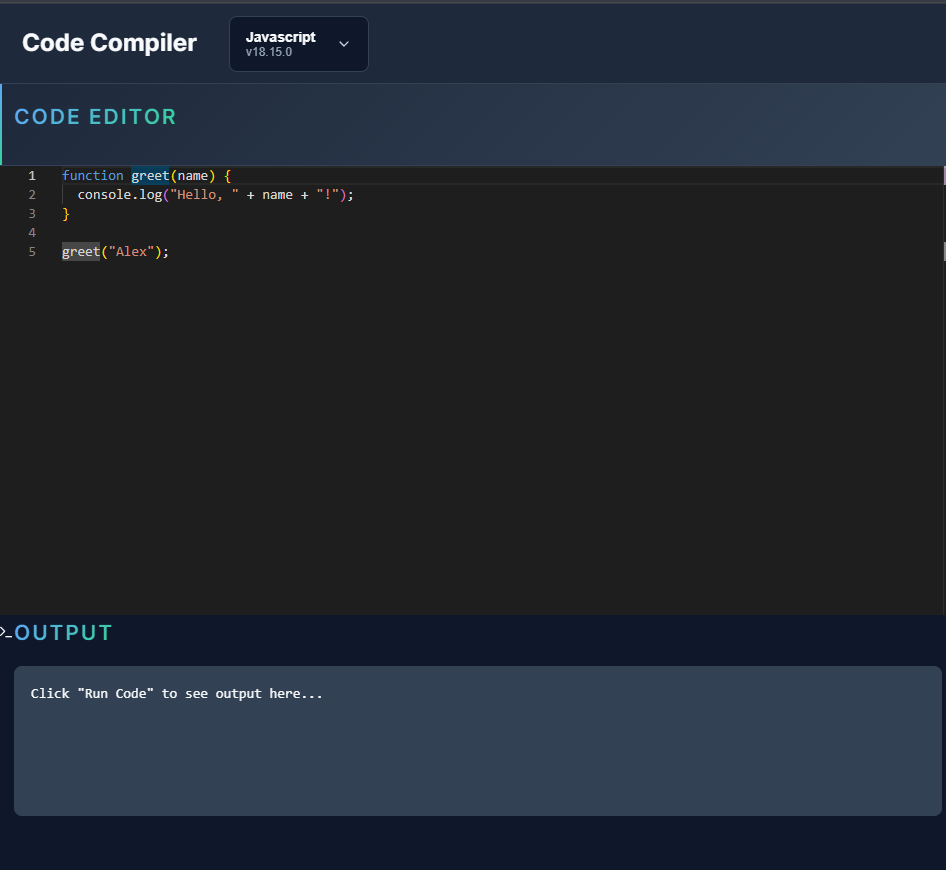 Code Compiler
Javascript
v18.15.0
CODE EDITOR
1 function greet(name) {
2   console.log("Hello, " + name + "!");
3 }
4
5 greet("Alex");
>_OUTPUT
Click "Run Code" to see output here...